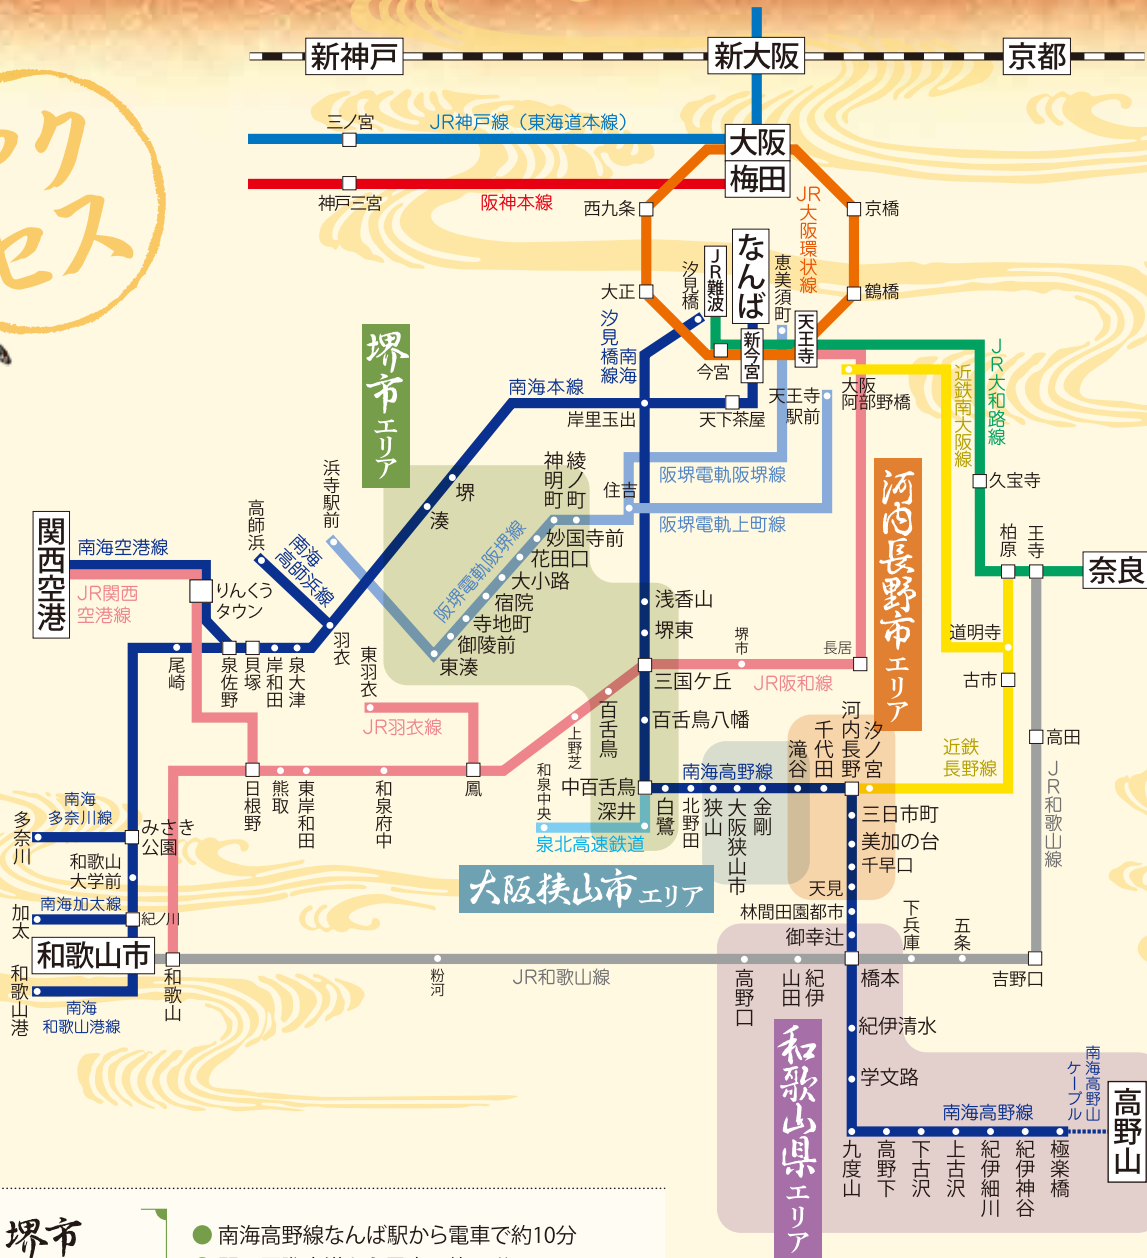 新神戸
新大阪
京都
三ノ宮
JR神戸線（東海道本線）
大阪
梅田
神戸三宮
阪神本線
JR大阪環状線
西九条
京橋
クセス
大正
鶴橋
汐見橋
JR難波
なんば
恵美須町
南海
汐見橋線
今宮
新今宮
天王寺
JR大和路線
堺市エリア
南海本線
岸里玉出
天下茶屋
天王寺
駅前
大阪
阿部野橋
近鉄南大阪線
浜寺駅前
高師浜
堺
湊
神明町
綾ノ町
住吉
阪堺電軌阪堺線
阪堺電軌上町線
河内長野市エリア
久宝寺
柏原
王寺
奈良
関西空港
南海空港線
JR関西
空港線
りんくう
タウン
南海
高師浜線
阪堺電軌阪堺線
妙国寺前
花田口
大小路
宿院
寺地町
御陵前
東湊
浅香山
堺東
羽衣
尾崎
泉佐野
貝塚
岸和田
泉大津
東羽衣
三国ケ丘
堺市
JR阪和線
長居
道明寺
古市
JR羽衣線
上野芝
百舌鳥
百舌鳥八幡
高田
JR和歌山線
近鉄
長野線
日根野
熊取
東岸和田
和泉府中
鳳
和泉中央
中百舌鳥
深井
泉北高速鉄道
南海高野線
白鷺
北野田
狭山
大阪狭山市
金剛
滝谷
千代田
河内長野
汐ノ宮
三日市町
美加の台
千早口
天見
林間田園都市
御幸辻
南海
多奈川線
多奈川
みさき
公園
和歌山
大学前
南海加太線
加太
紀ノ川
和歌山市
和歌山港
南海
和歌山港線
和歌山
大阪狭山市エリア
粉河
JR和歌山線
高野口
紀伊
山田
橋本
下兵庫
五条
吉野口
紀伊清水
学文路
和歌山県エリア
南海高野線
南海高野山
ケーブル
高野山
九度山
高野下
下古沢
上古沢
紀伊細川
紀伊神谷
極楽橋
堺市
● 南海高野線なんば駅から電車で約10分